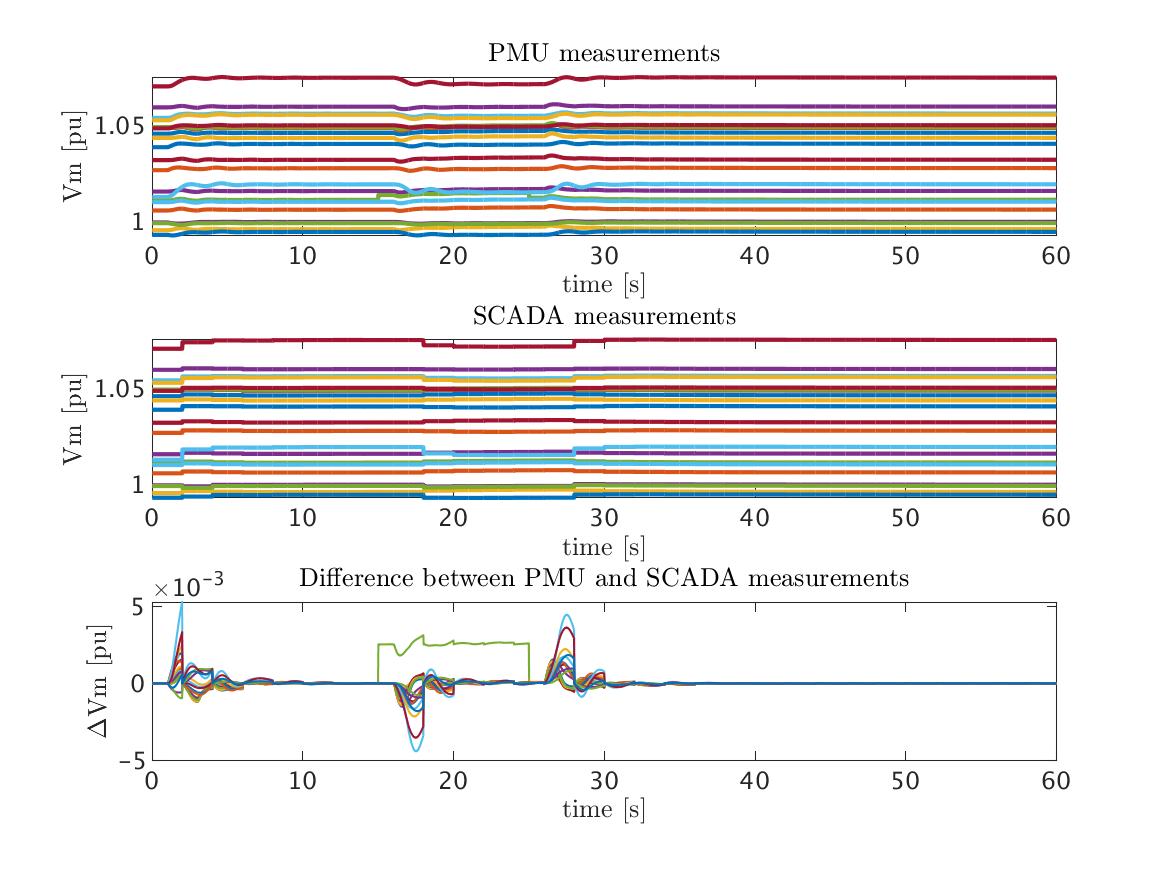 PMU measurements
Vm [pu]
1.05
1
0 10 20 30 40 50 60
time [s]
SCADA measurements
Vm [pu]
1.05
1
0 10 20 30 40 50 60
time [s]
Difference between PMU and SCADA measurements
×10⁻³
ΔVm [pu]
5
0
−5
0 10 20 30 40 50 60
time [s]